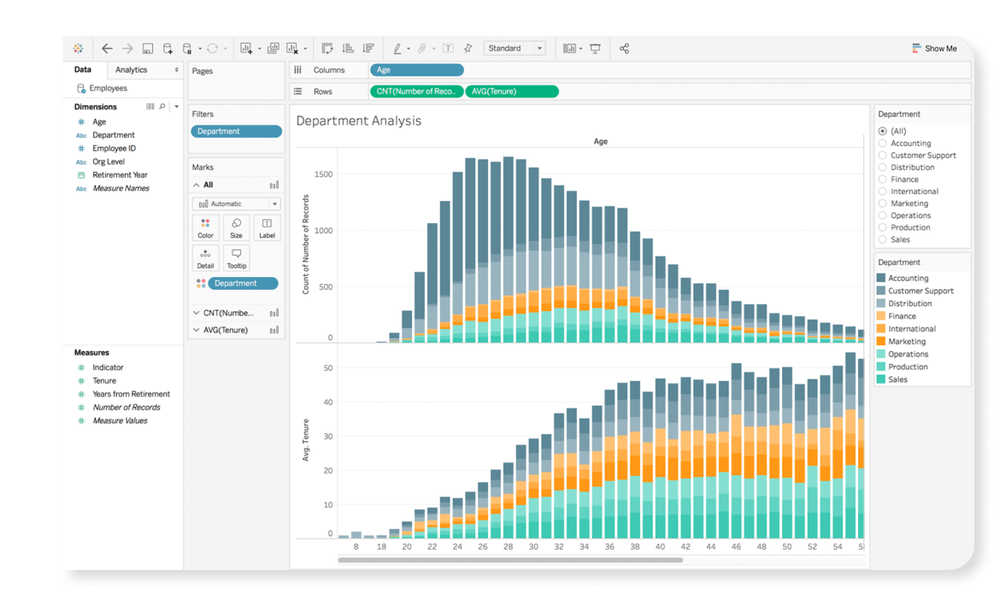 Standard
Show Me
Data
Analytics
Pages
Columns
Age
Employees
Rows
CNT(Number of Reco..
AVG(Tenure)
Dimensions
Age
Abc Department
Employee ID
Abc Org Level
Retirement Year
Abc Measure Names
Filters
Department
Marks
All
Automatic
Color
Size
Label
Detail
Tooltip
Department
CNT(Numbe...
AVG(Tenure)
Measures
Indicator
Tenure
Years from Retirement
Number of Records
Measure Values
Department Analysis
Age
Count of Number of Records
1500
1000
500
0
Avg. Tenure
50
40
30
20
10
0
8 18 20 22 24 26 28 30 32 34 36 38 40 42 44 46 48 50 52 54
Department
(All)
Accounting
Customer Support
Distribution
Finance
International
Marketing
Operations
Production
Sales
Department
Accounting
Customer Support
Distribution
Finance
International
Marketing
Operations
Production
Sales